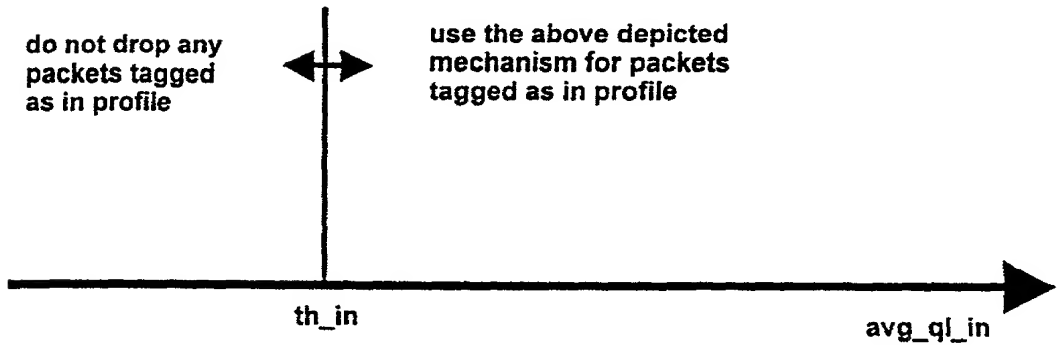 do not drop any
packets tagged
as in profile
use the above depicted
mechanism for packets
tagged as in profile
th_in
avg_ql_in